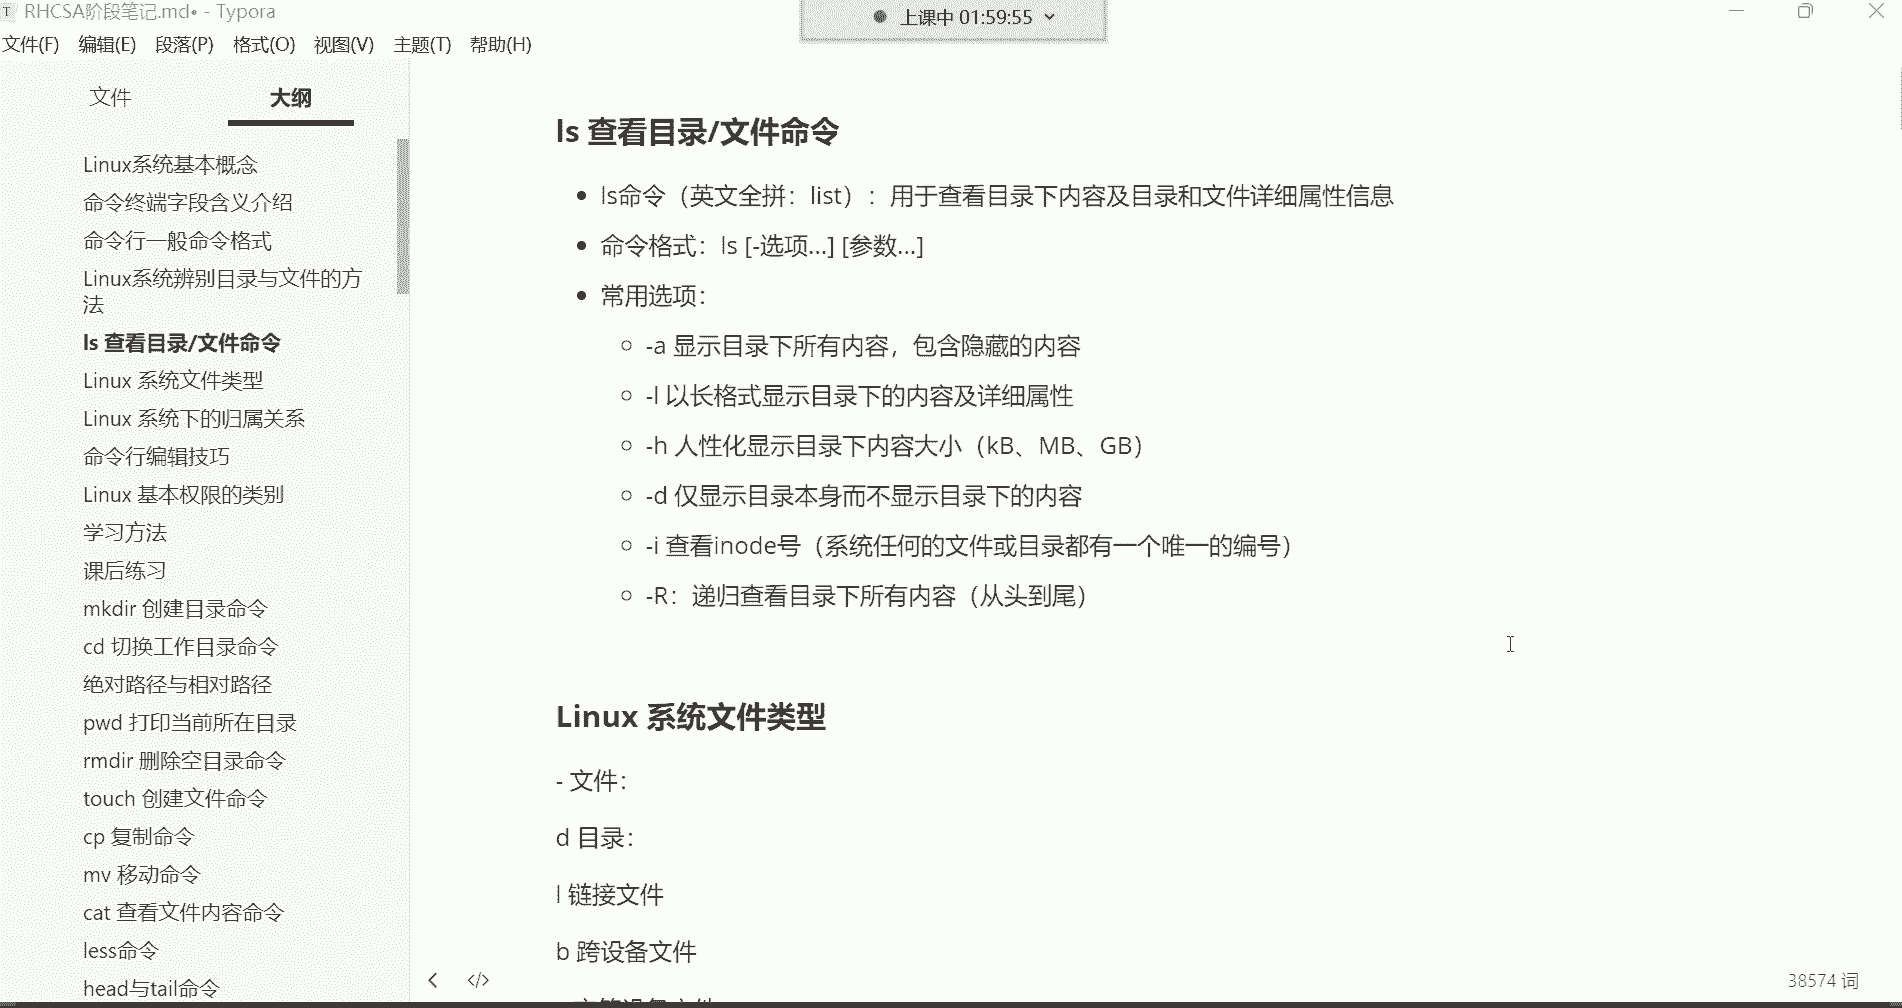 RHCSA阶段笔记.md• - Typora
上课中 01:59:55
文件(F) 编辑(E) 段落(P) 格式(O) 视图(V) 主题(T) 帮助(H)
文件 大纲
Linux系统基本概念
命令终端字段含义介绍
命令行一般命令格式
Linux系统辨别目录与文件的方
法
ls 查看目录/文件命令
Linux 系统文件类型
Linux 系统下的归属关系
命令行编辑技巧
Linux 基本权限的类别
学习方法
课后练习
mkdir 创建目录命令
cd 切换工作目录命令
绝对路径与相对路径
pwd 打印当前所在目录
rmdir 删除空目录命令
touch 创建文件命令
cp 复制命令
mv 移动命令
cat 查看文件内容命令
less命令
head与tail命令
ls 查看目录/文件命令
ls命令（英文全拼：list）：用于查看目录下内容及目录和文件详细属性信息
命令格式：ls [-选项...] [参数...]
常用选项：
-a 显示目录下所有内容，包含隐藏的内容
-l 以长格式显示目录下的内容及详细属性
-h 人性化显示目录下内容大小（kB、MB、GB）
-d 仅显示目录本身而不显示目录下的内容
-i 查看inode号（系统任何的文件或目录都有一个唯一的编号）
-R：递归查看目录下所有内容（从头到尾）
Linux 系统文件类型
- 文件：
d 目录：
l 链接文件
b 跨设备文件
38574 词